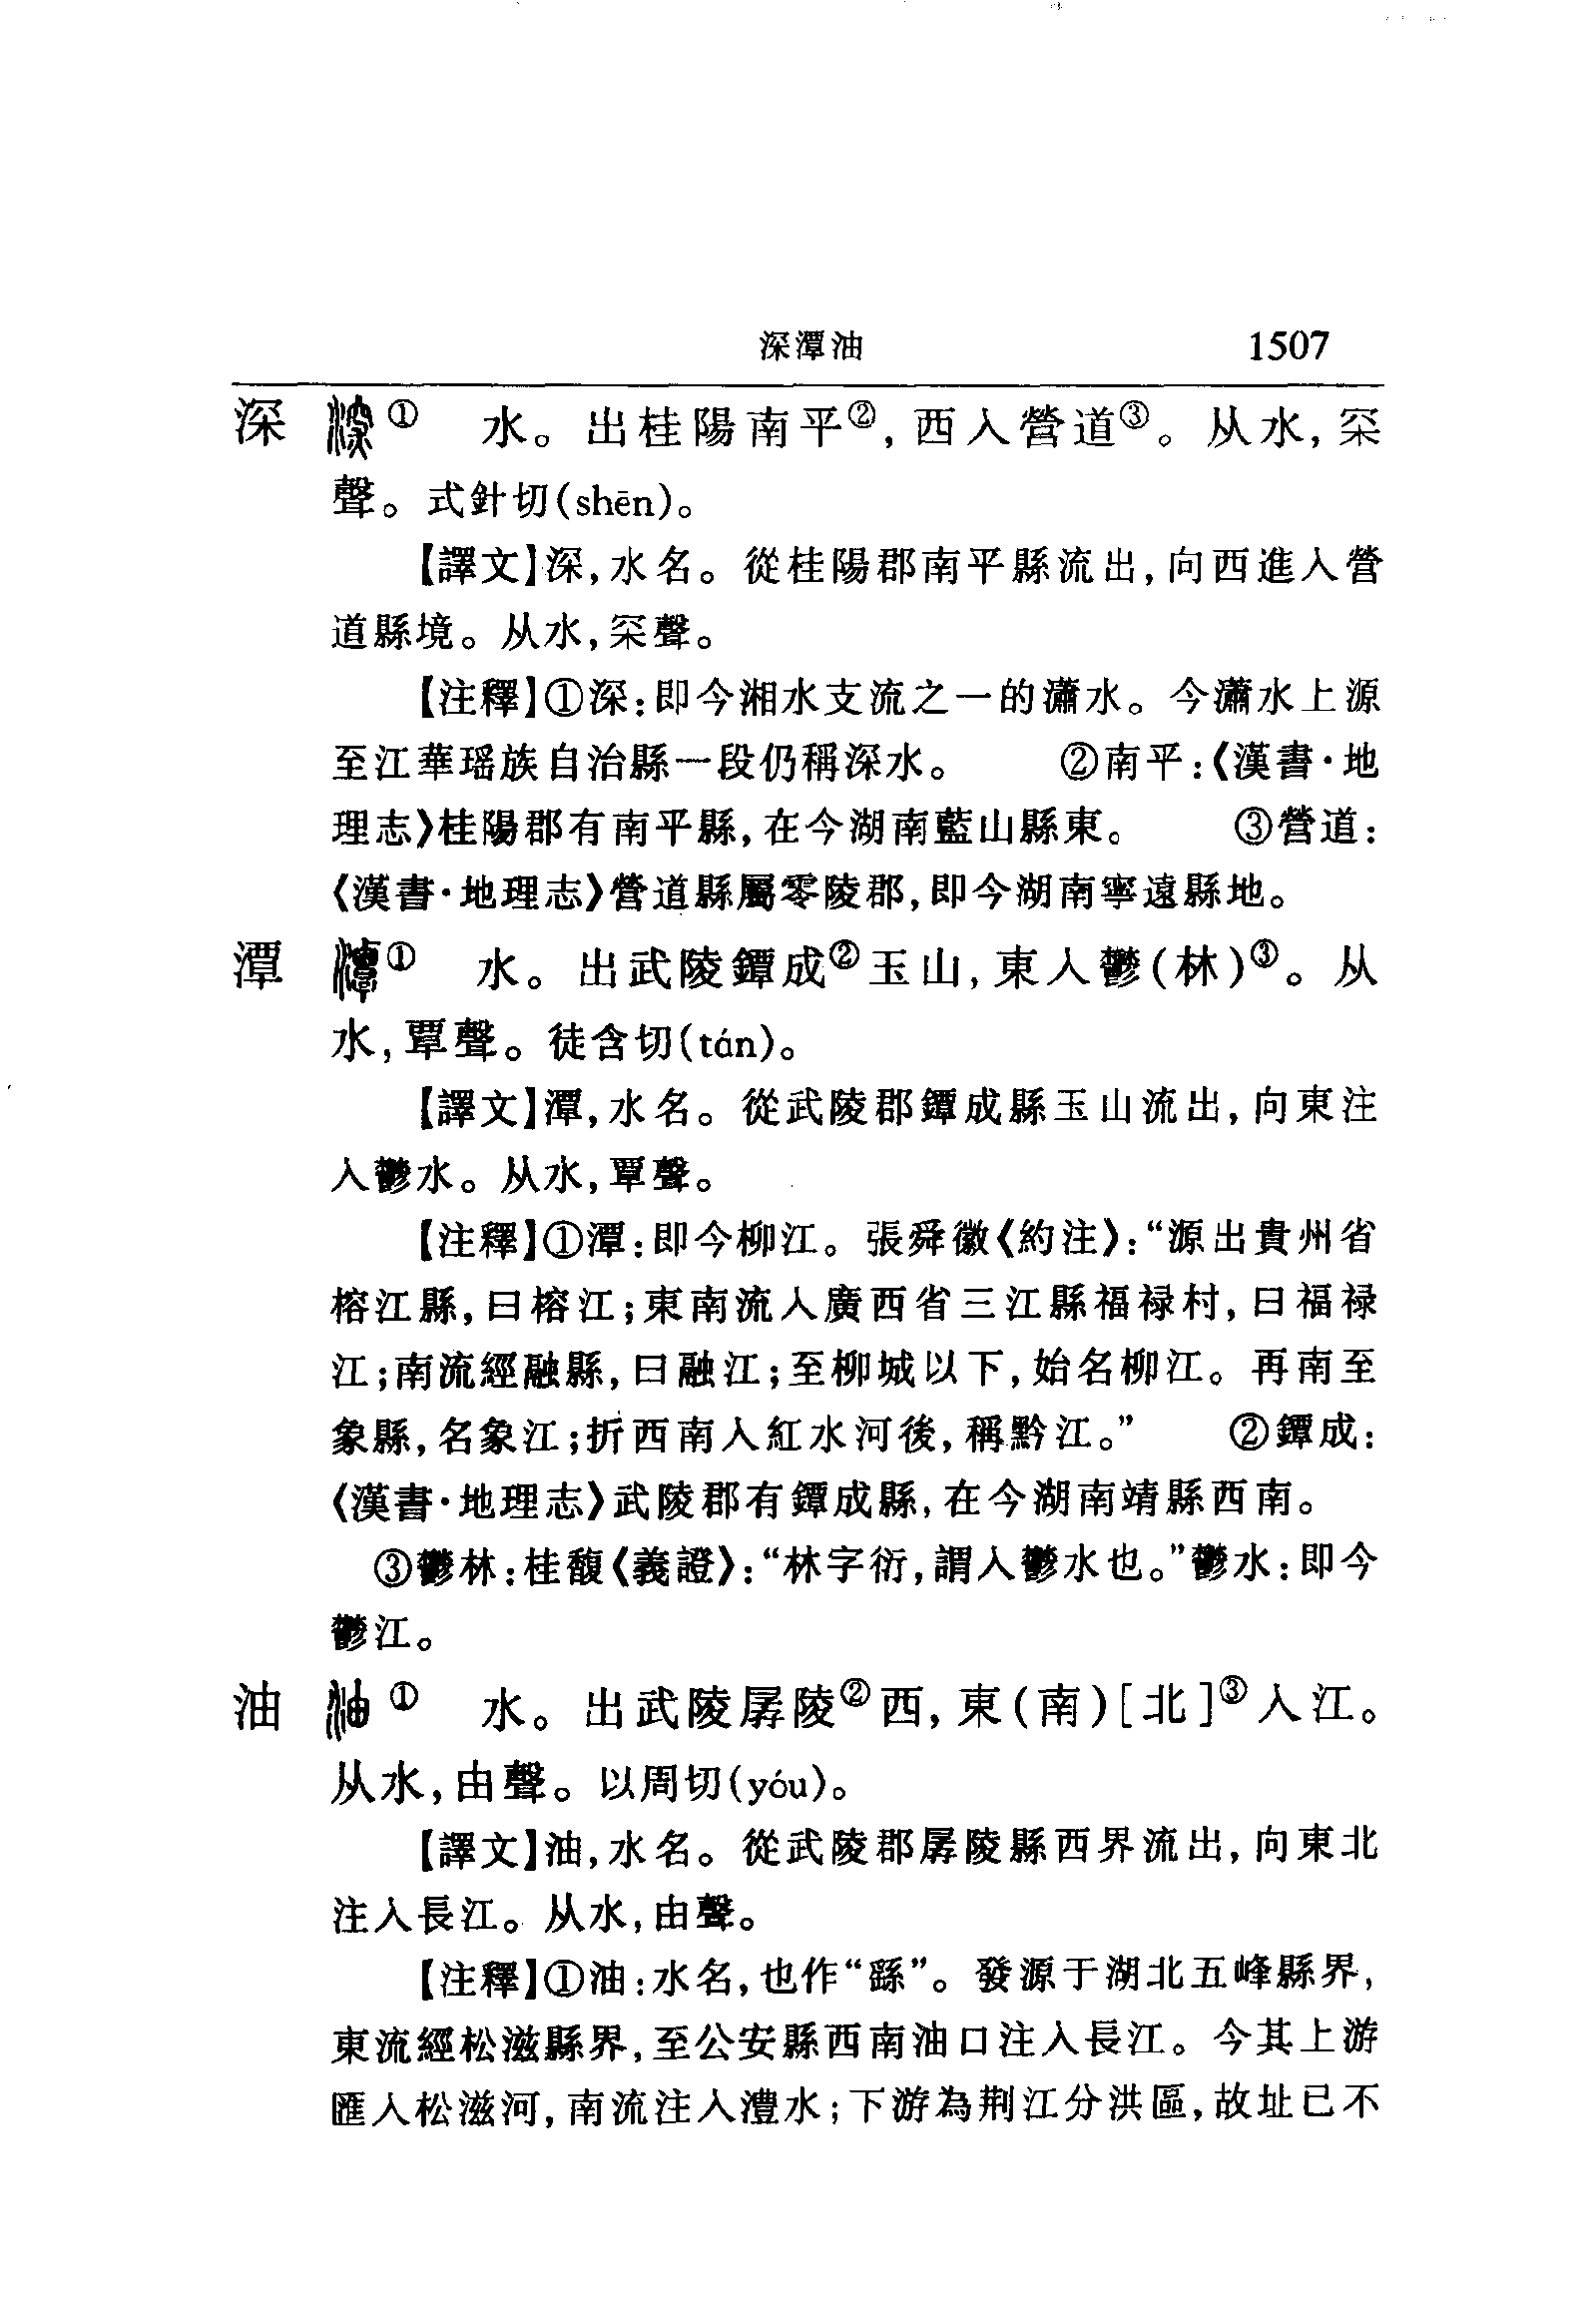 深潭油 1507
深 ① 水。出桂陽南平②,西入營道③。从水,罙
聲。式針切(shēn)。
【譯文】深,水名。從桂陽郡南平縣流出,向西進入營
道縣境。从水,罙聲。
【注釋】①深:即今湘水支流之一的瀟水。今瀟水上源
至江華瑶族自治縣一段仍稱深水。 ②南平:《漢書·地
理志》桂陽郡有南平縣,在今湖南藍山縣東。 ③營道:
《漢書·地理志》營道縣屬零陵郡,即今湖南寧遠縣地。
潭 ① 水。出武陵鐔成②玉山,東入鬱(林)③。从
水,覃聲。徒含切(tán)。
【譯文】潭,水名。從武陵郡鐔成縣玉山流出,向東注
入鬱水。从水,覃聲。
【注釋】①潭:即今柳江。張舜徽《約注》:“源出貴州省
榕江縣,曰榕江;東南流入廣西省三江縣福禄村,曰福禄
江;南流經融縣,曰融江;至柳城以下,始名柳江。再南至
象縣,名象江;折西南入紅水河後,稱黔江。” ②鐔成:
《漢書·地理志》武陵郡有鐔成縣,在今湖南靖縣西南。
③鬱林:桂馥《義證》:“林字衍,謂入鬱水也。”鬱水:即今
鬱江。
油 ① 水。出武陵孱陵②西,東(南)[北]③入江。
从水,由聲。以周切(yóu)。
【譯文】油,水名。從武陵郡孱陵縣西界流出,向東北
注入長江。从水,由聲。
【注釋】①油:水名,也作“繇”。發源于湖北五峰縣界,
東流經松滋縣界,至公安縣西南油口注入長江。今其上游
匯入松滋河,南流注入澧水;下游為荆江分洪區,故址已不